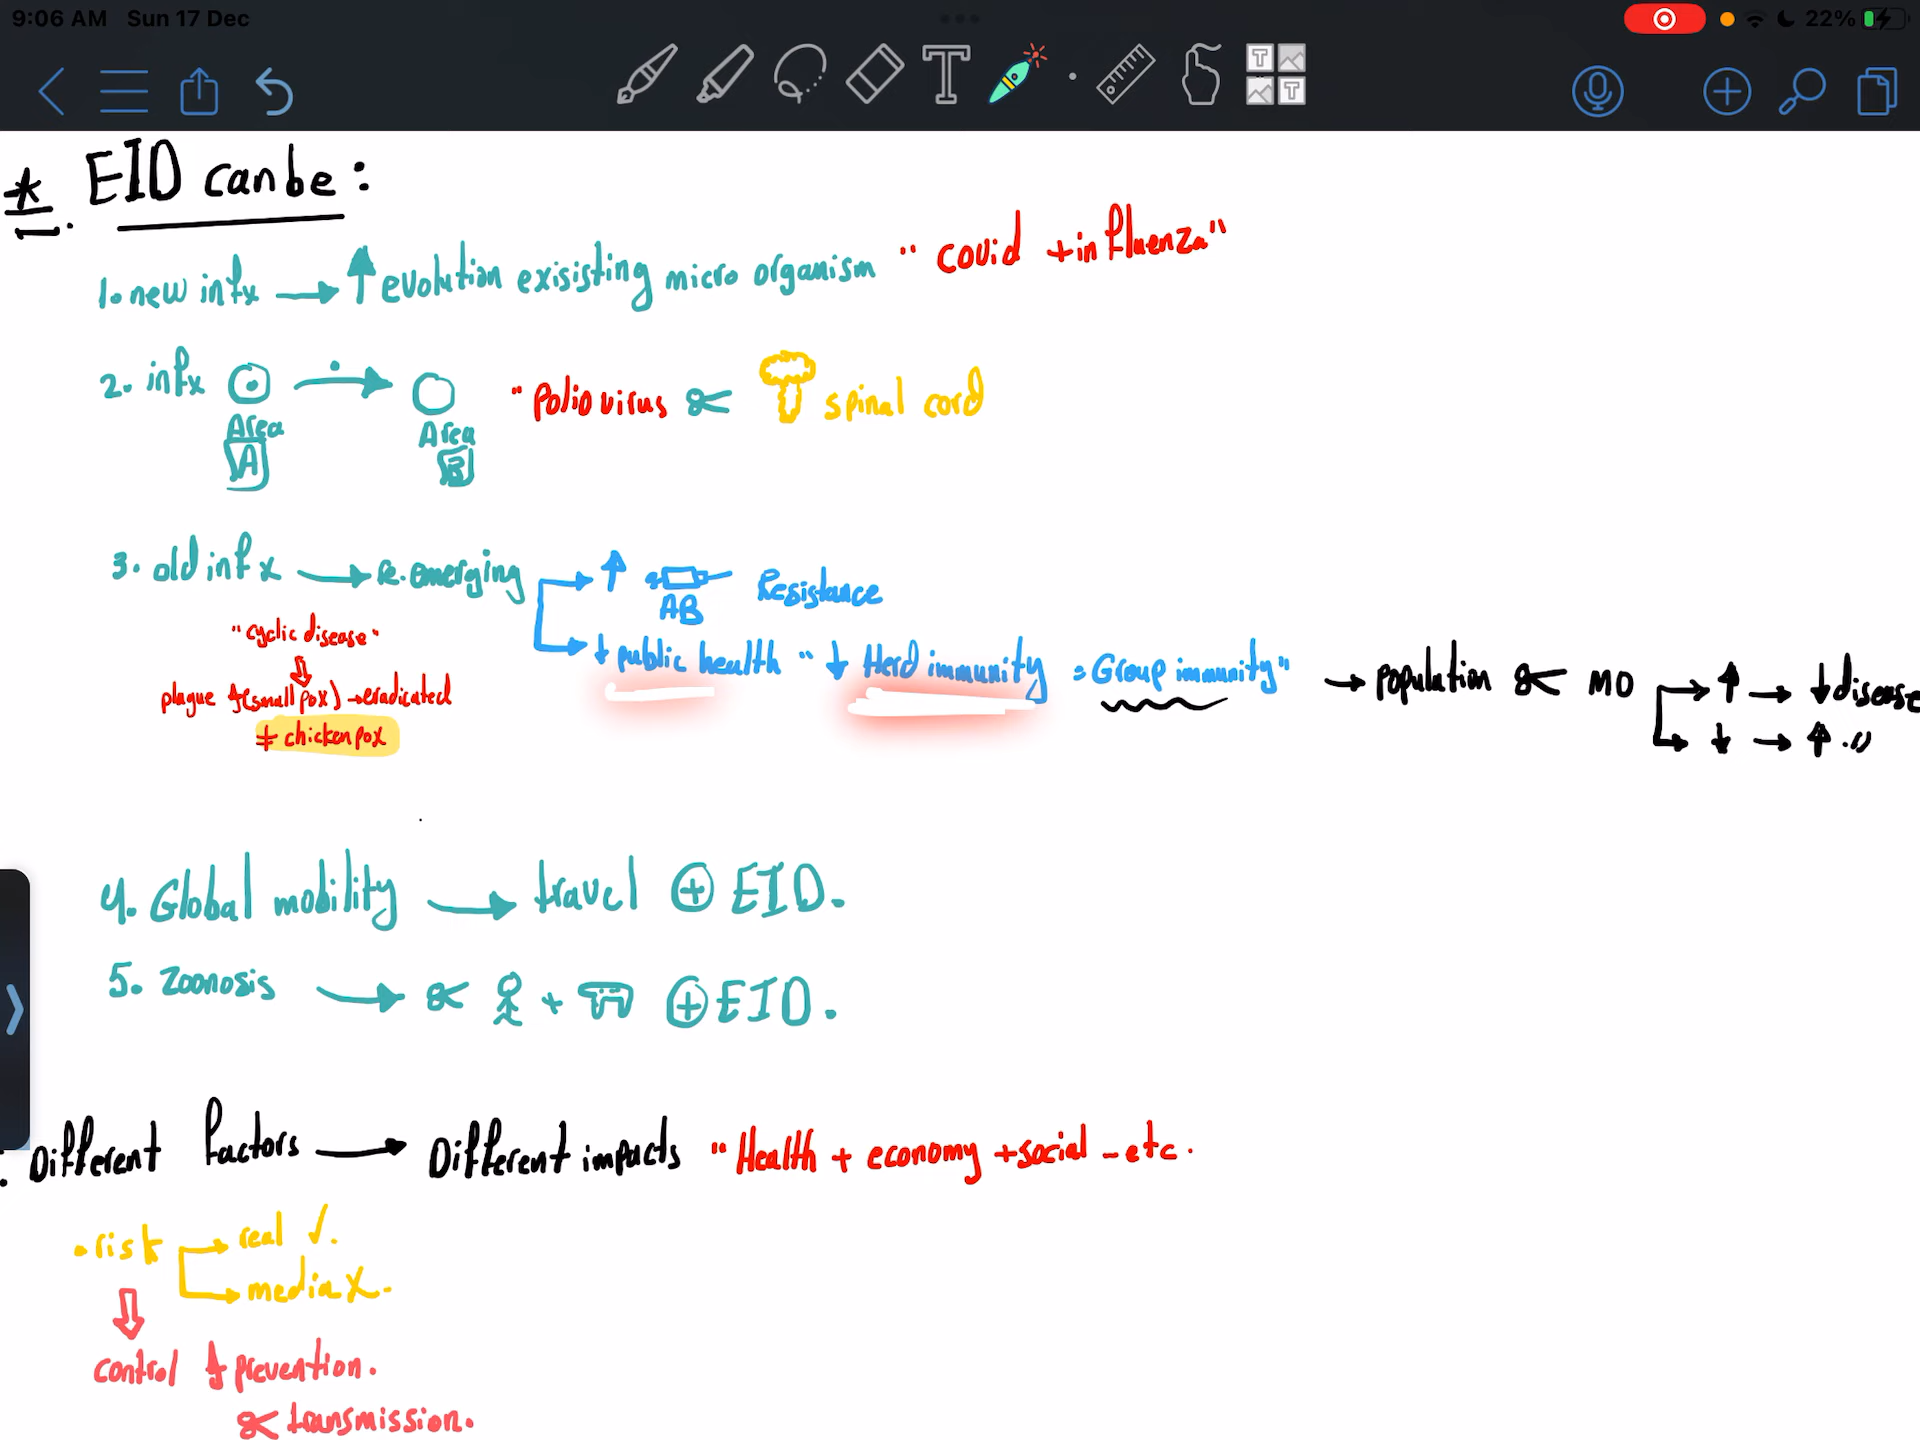 9:06 AM Sun 17 Dec
22%
* EID can be:
1. new infx → ↑ evolution exisisting micro organism "covid + influenza"
2. infx → "Polio virus spinal cord
Area A Area B
3. old infx → re-emerging
↑ AB Resistance
↓ public health "↓ Herd immunity = Group immunity" → population MO
↑ → ↓ disease
↓ → ↑ "
"cyclic disease"
plague + (small pox) → eradicated
≠ chickenpox
4. Global mobility → travel ⊕ EID.
5. Zoonosis → + ⊕ EID.
. Different factors → Different impacts "Health + economy + social - etc.
• risk → real ✓.
→ media X.
control + prevention.
transmission.